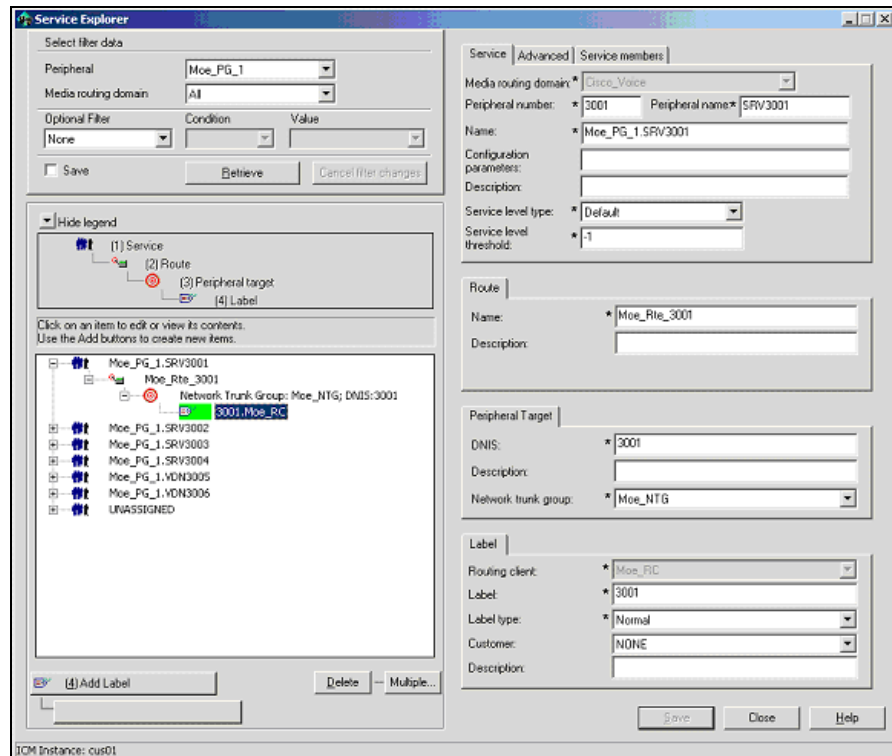 Service Explorer
Select filter data
Peripheral Moe_PG_1
Media routing domain All
Optional Filter Condition Value
None
Save Retrieve Cancel filter changes
Hide legend
(1) Service
(2) Route
(3) Peripheral target
(4) Label
Click on an item to edit or view its contents.
Use the Add buttons to create new items.
Moe_PG_1.SRV3001
Moe_Rte_3001
Network Trunk Group: Moe_NTG; DNIS:3001
3001.Moe_RC
Moe_PG_1.SRV3002
Moe_PG_1.SRV3003
Moe_PG_1.SRV3004
Moe_PG_1.VDN3005
Moe_PG_1.VDN3006
UNASSIGNED
(4) Add Label Delete Multiple...
Service Advanced Service members
Media routing domain: * Cisco_Voice
Peripheral number: * 3001 Peripheral name:* SRV3001
Name: * Moe_PG_1.SRV3001
Configuration
parameters:
Description:
Service level type: * Default
Service level
threshold: * -1
Route
Name: * Moe_Rte_3001
Description:
Peripheral Target
DNIS: * 3001
Description:
Network trunk group: * Moe_NTG
Label
Routing client: * Moe_RC
Label: * 3001
Label type: * Normal
Customer: NONE
Description:
Save Close Help
ICM Instance: cus01